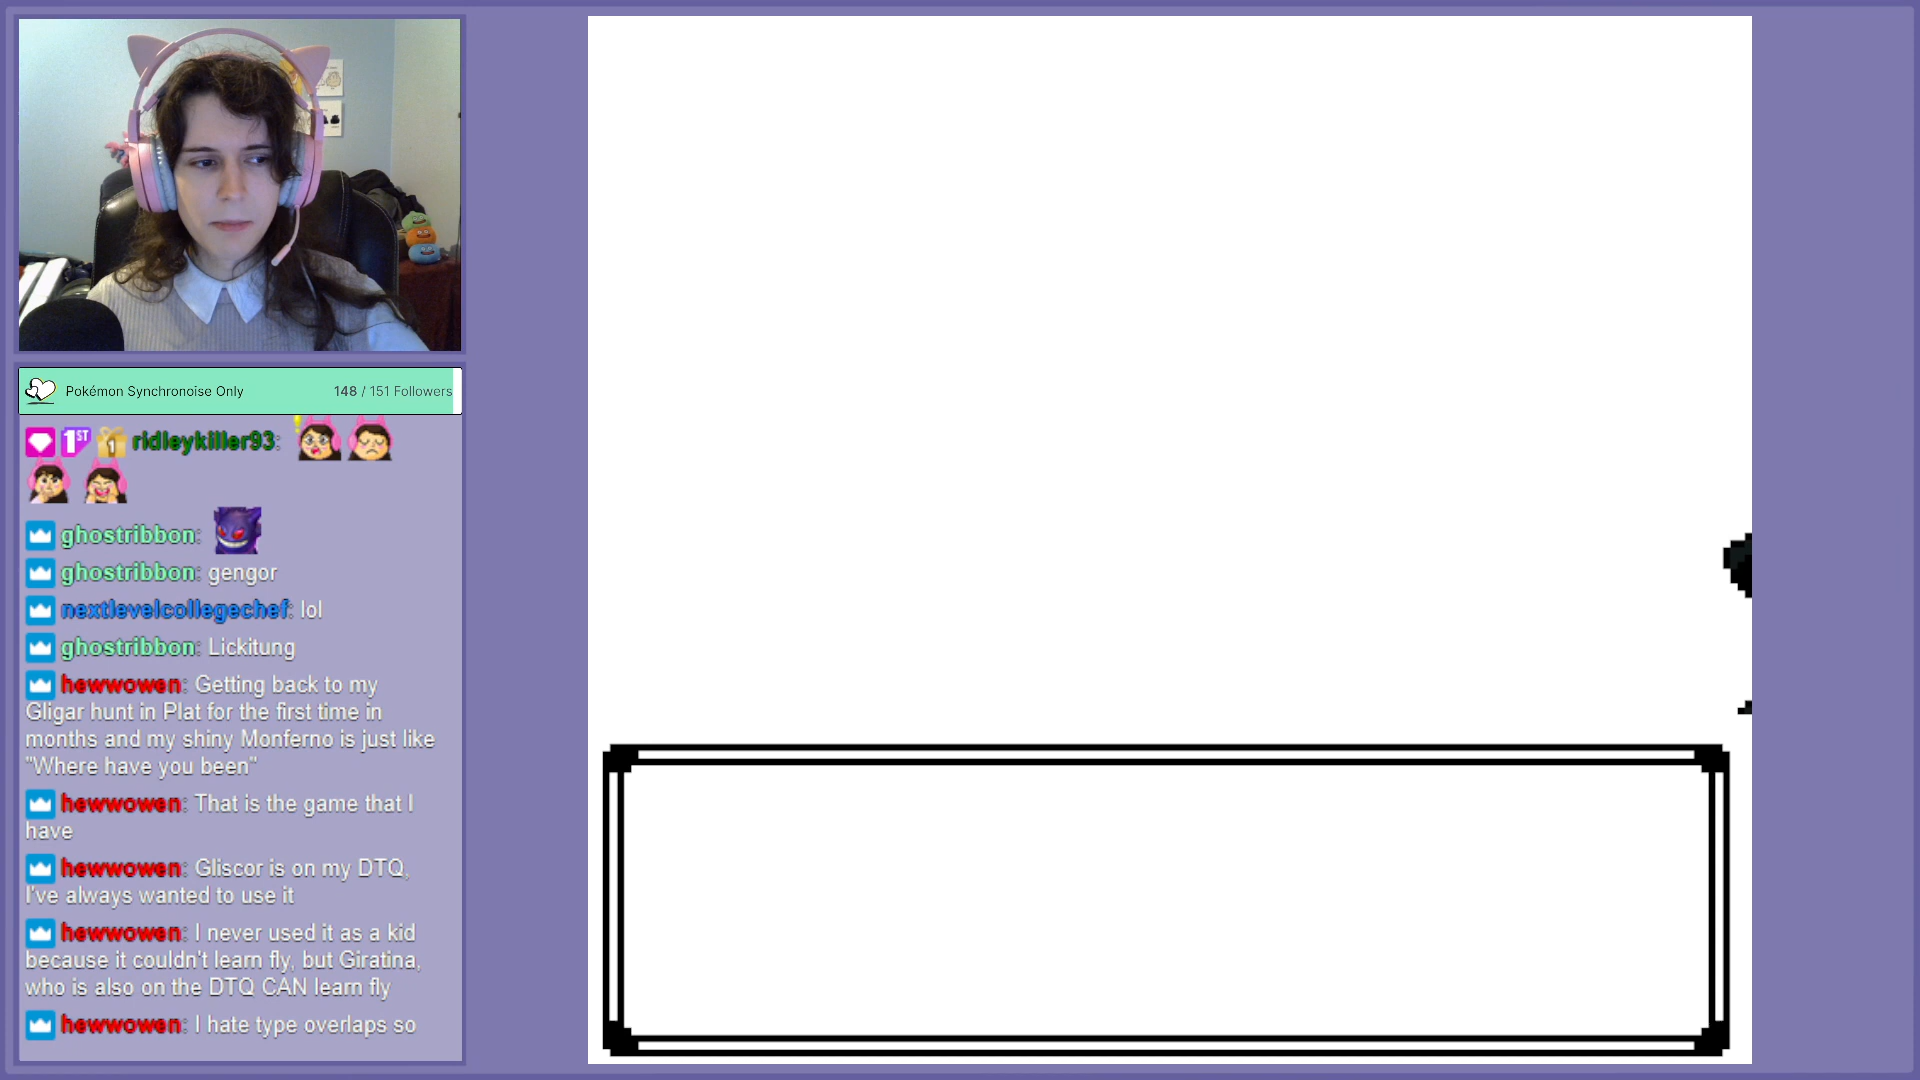 Pokémon Synchronoise Only 148 / 151 Followers
1ST 1 ridleykiller93:
ghostribbon:
ghostribbon: gengor
nextlevelcollegechef: lol
ghostribbon: Lickitung
hewwowen: Getting back to my
Gligar hunt in Plat for the first time in
months and my shiny Monferno is just like
"Where have you been"
hewwowen: That is the game that I
have
hewwowen: Gliscor is on my DTQ,
I've always wanted to use it
hewwowen: I never used it as a kid
because it couldn't learn fly, but Giratina,
who is also on the DTQ CAN learn fly
hewwowen: I hate type overlaps so